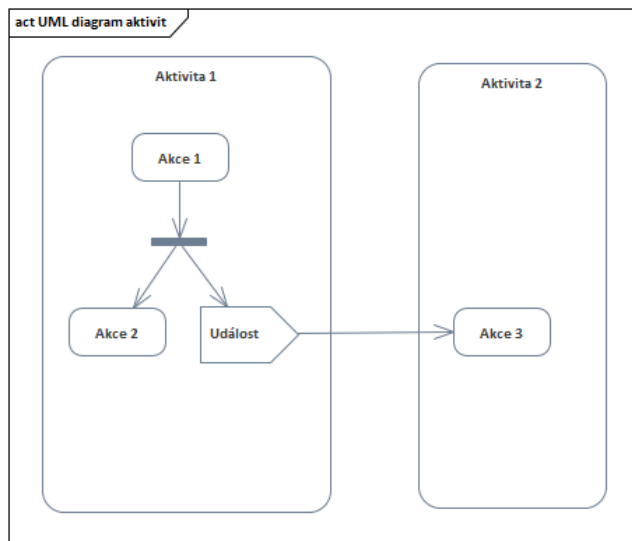 act UML diagram aktivit
Aktivita 1
Aktivita 2
Akce 1
Akce 2
Událost
Akce 3